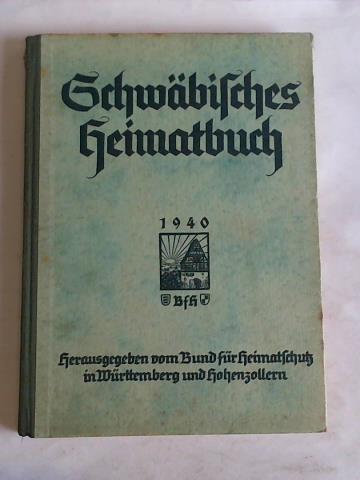 Schwäbisches
Heimatbuch
1940
BfH
Herausgegeben vom Bund für Heimatschutz
in Württemberg und Hohenzollern